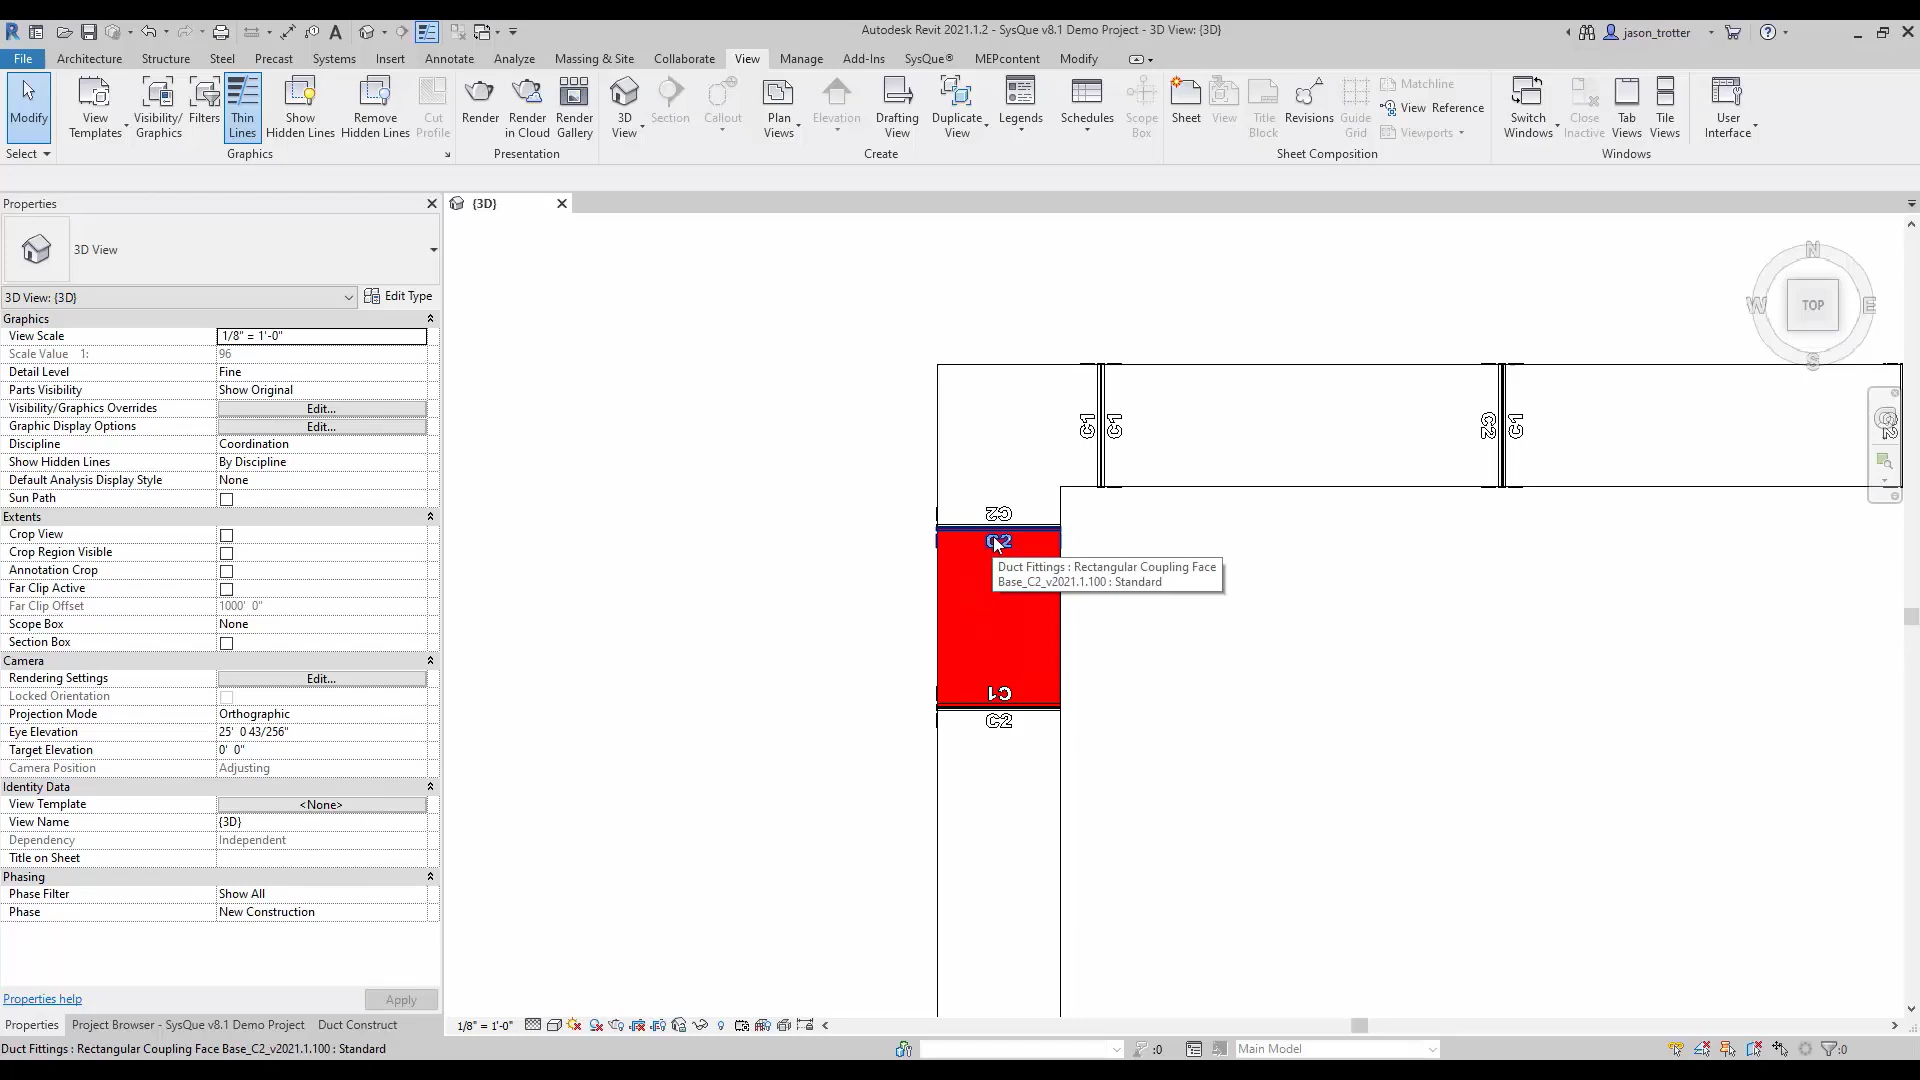 Autodesk Revit 2021.1.2 - SysQue v8.1 Demo Project - 3D View: {3D}
jason_trotter
File Architecture Structure Steel Precast Systems Insert Annotate Analyze Massing & Site Collaborate View Manage Add-Ins SysQue® MEPcontent Modify
Modify
View Templates
Visibility/ Graphics
Filters
Thin Lines
Show Hidden Lines
Remove Hidden Lines
Cut Profile
Render
Render in Cloud
Render Gallery
3D View
Section
Callout
Plan Views
Elevation
Drafting View
Duplicate View
Legends
Schedules
Scope Box
Sheet
View
Title Block
Revisions
Guide Grid
Matchline
View Reference
Viewports
Switch Windows
Close Inactive
Tab Views
Tile Views
User Interface
Select Graphics Presentation Create Sheet Composition Windows
Properties
{3D}
3D View
3D View: {3D} Edit Type
Graphics
View Scale 1/8" = 1'-0"
Scale Value 1: 96
Detail Level Fine
Parts Visibility Show Original
Visibility/Graphics Overrides Edit...
Graphic Display Options Edit...
Discipline Coordination
Show Hidden Lines By Discipline
Default Analysis Display Style None
Sun Path
Extents
Crop View
Crop Region Visible
Annotation Crop
Far Clip Active
Far Clip Offset 1000' 0"
Scope Box None
Section Box
Camera
Rendering Settings Edit...
Locked Orientation
Projection Mode Orthographic
Eye Elevation 25' 0 43/256"
Target Elevation 0' 0"
Camera Position Adjusting
Identity Data
View Template <None>
View Name {3D}
Dependency Independent
Title on Sheet
Phasing
Phase Filter Show All
Phase New Construction
Properties help Apply
Properties Project Browser - SysQue v8.1 Demo Project Duct Construct
N
W TOP E
S
C1 C1 C2 C1 C2
C2
C2
Duct Fittings : Rectangular Coupling Face
Base_C2_v2021.1.100 : Standard
C1
C2
1/8" = 1'-0"
Duct Fittings : Rectangular Coupling Face Base_C2_v2021.1.100 : Standard
:0
Main Model
:0